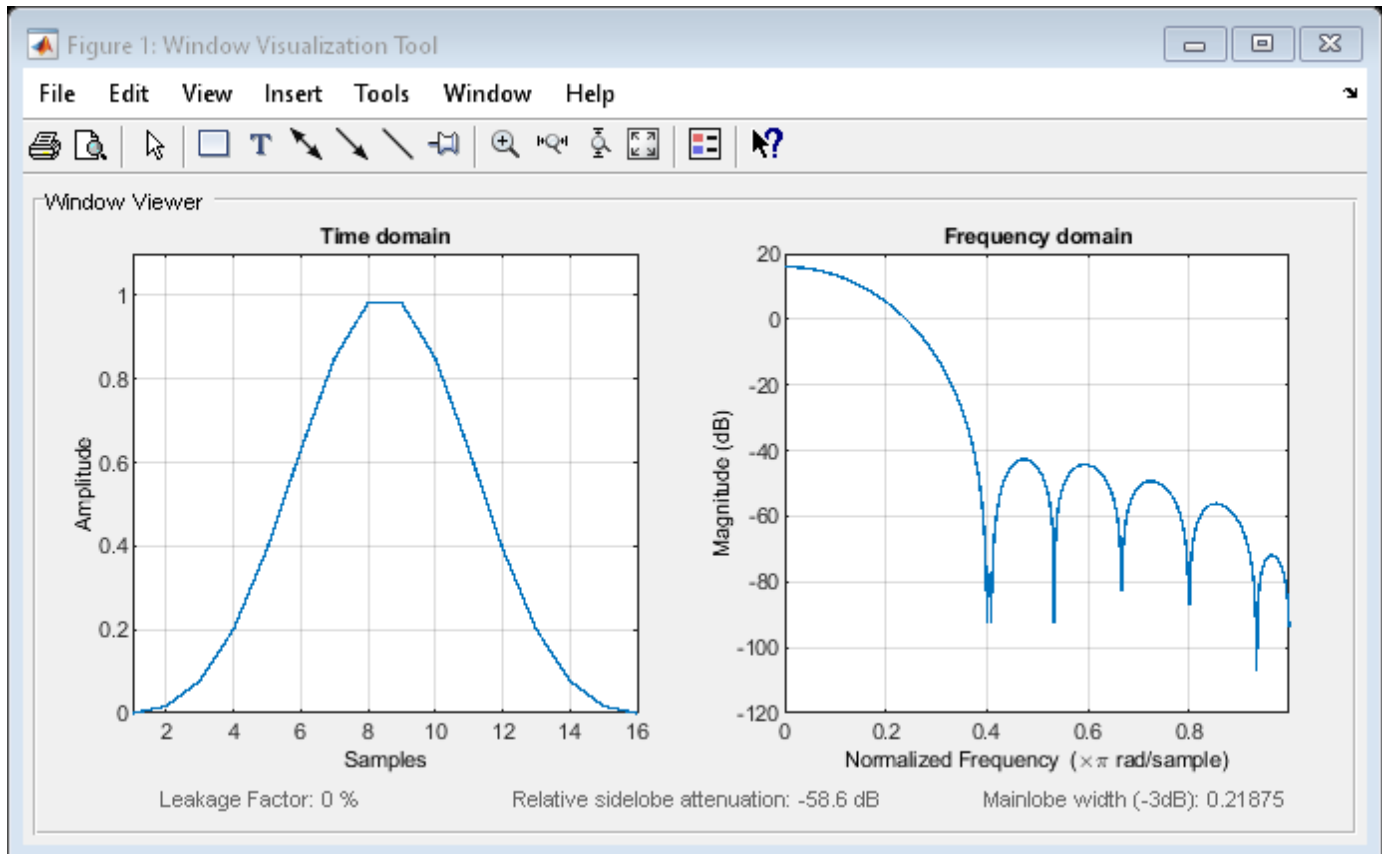 Figure 1: Window Visualization Tool
File Edit View Insert Tools Window Help
T
Window Viewer
Time domain
1
0.8
0.6
0.4
0.2
0
Amplitude
2 4 6 8 10 12 14 16
Samples
Frequency domain
20
0
-20
-40
-60
-80
-100
-120
Magnitude (dB)
0 0.2 0.4 0.6 0.8
Normalized Frequency (×π rad/sample)
Leakage Factor: 0 % Relative sidelobe attenuation: -58.6 dB Mainlobe width (-3dB): 0.21875